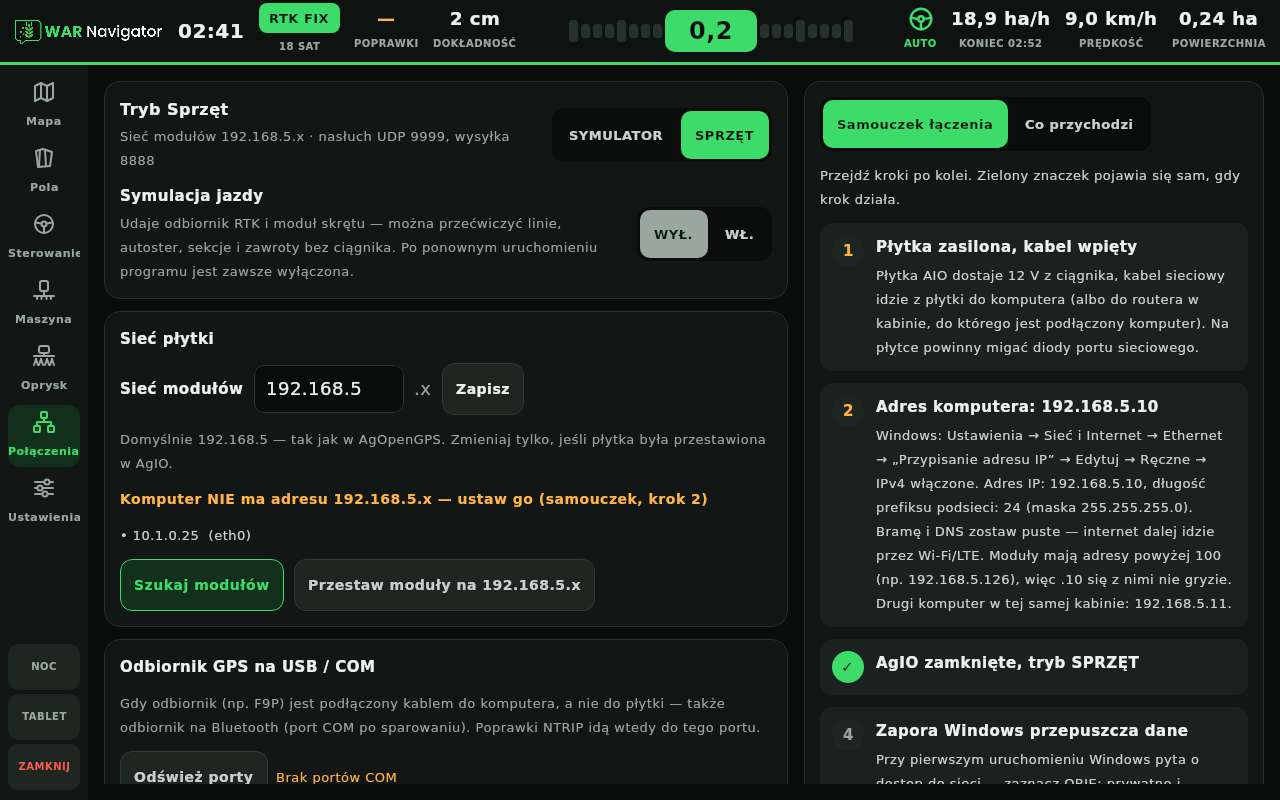 WAR Navigator
02:41
RTK FIX
18 SAT
—
POPRAWKI
2 cm
DOKŁADNOŚĆ
0,2
AUTO
18,9 ha/h
KONIEC 02:52
9,0 km/h
PRĘDKOŚĆ
0,24 ha
POWIERZCHNIA
Mapa
Pola
Sterowanie
Maszyna
Oprysk
Połączenia
Ustawienia
NOC
TABLET
ZAMKNIJ
Tryb Sprzęt
Sieć modułów 192.168.5.x · nasłuch UDP 9999, wysyłka
8888
SYMULATOR
SPRZĘT
Symulacja jazdy
Udaje odbiornik RTK i moduł skrętu — można przećwiczyć linie,
autoster, sekcje i zawroty bez ciągnika. Po ponownym uruchomieniu
programu jest zawsze wyłączona.
WYŁ.
WŁ.
Sieć płytki
Sieć modułów
192.168.5
.x
Zapisz
Domyślnie 192.168.5 — tak jak w AgOpenGPS. Zmieniaj tylko, jeśli płytka była przestawiona
w AgIO.
Komputer NIE ma adresu 192.168.5.x — ustaw go (samouczek, krok 2)
• 10.1.0.25 (eth0)
Szukaj modułów
Przestaw moduły na 192.168.5.x
Odbiornik GPS na USB / COM
Gdy odbiornik (np. F9P) jest podłączony kablem do komputera, a nie do płytki — także
odbiornik na Bluetooth (port COM po sparowaniu). Poprawki NTRIP idą wtedy do tego portu.
Odśwież porty
Brak portów COM
Samouczek łączenia
Co przychodzi
Przejdź kroki po kolei. Zielony znaczek pojawia się sam, gdy
krok działa.
1
Płytka zasilona, kabel wpięty
Płytka AIO dostaje 12 V z ciągnika, kabel sieciowy
idzie z płytki do komputera (albo do routera w
kabinie, do którego jest podłączony komputer). Na
płytce powinny migać diody portu sieciowego.
2
Adres komputera: 192.168.5.10
Windows: Ustawienia → Sieć i Internet → Ethernet
→ „Przypisanie adresu IP” → Edytuj → Ręczne →
IPv4 włączone. Adres IP: 192.168.5.10, długość
prefiksu podsieci: 24 (maska 255.255.255.0).
Bramę i DNS zostaw puste — internet dalej idzie
przez Wi-Fi/LTE. Moduły mają adresy powyżej 100
(np. 192.168.5.126), więc .10 się z nimi nie gryzie.
Drugi komputer w tej samej kabinie: 192.168.5.11.
✓
AgIO zamknięte, tryb SPRZĘT
4
Zapora Windows przepuszcza dane
Przy pierwszym uruchomieniu Windows pyta o
dostęp do sieci — zaznacz OBIE: prywatne i